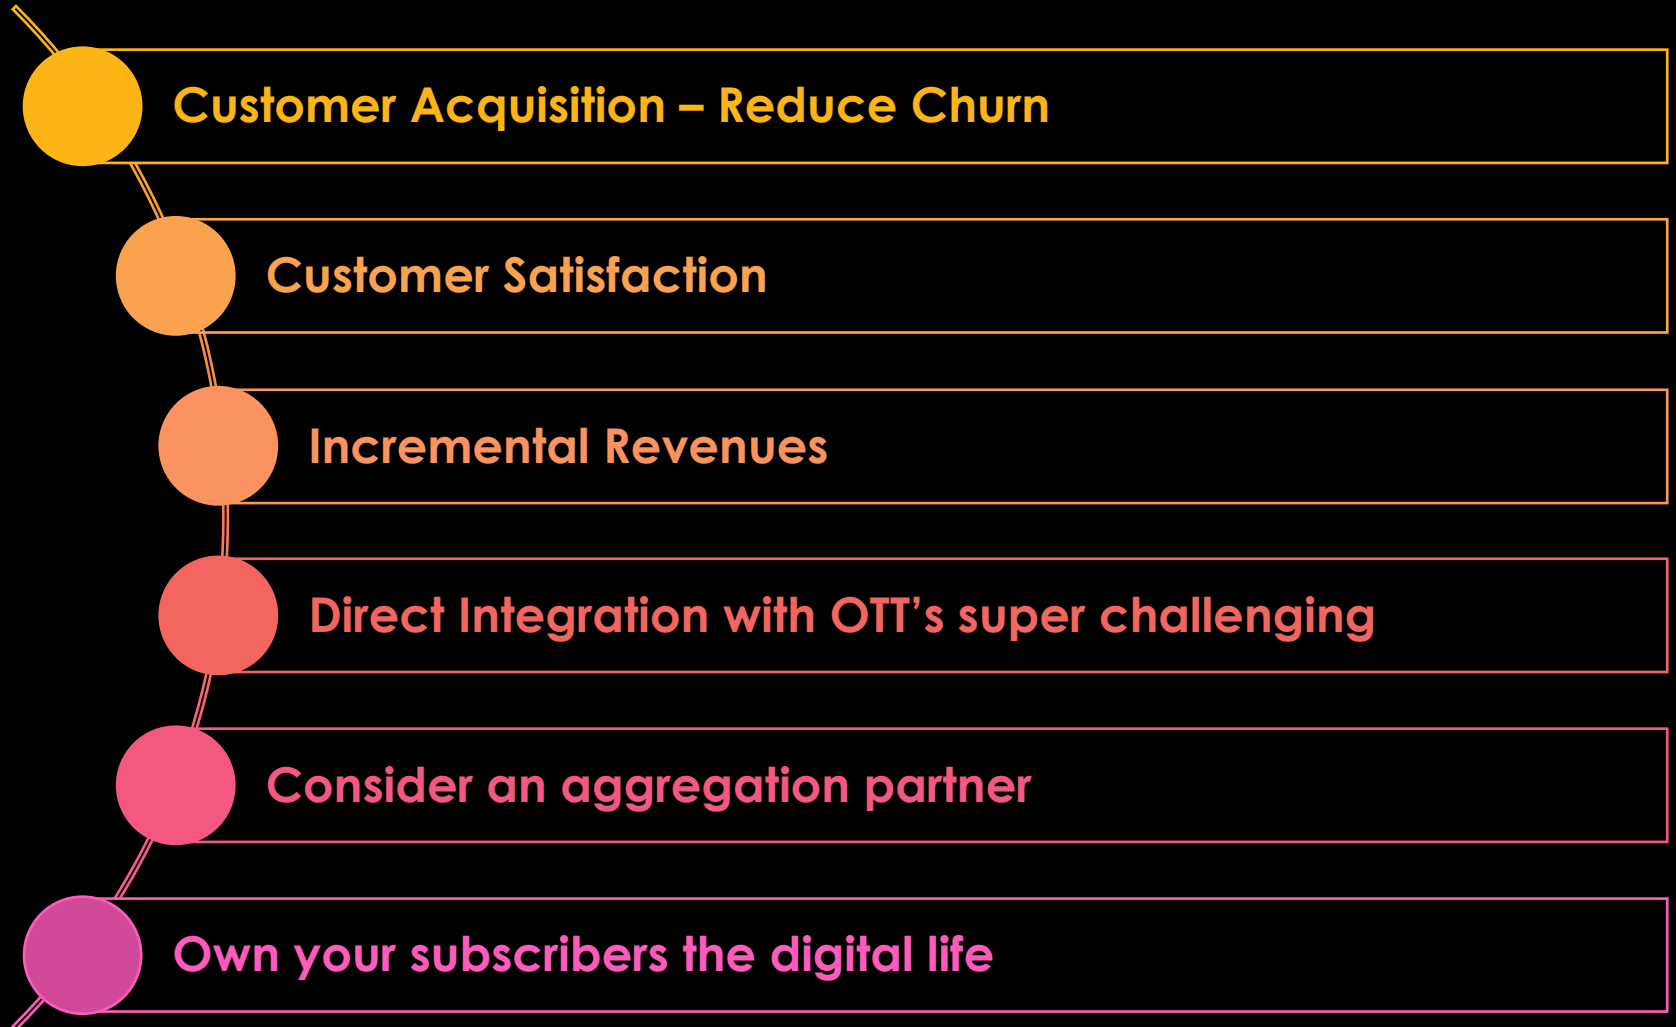 Customer Acquisition – Reduce Churn
Customer Satisfaction
Incremental Revenues
Direct Integration with OTT’s super challenging
Consider an aggregation partner
Own your subscribers the digital life